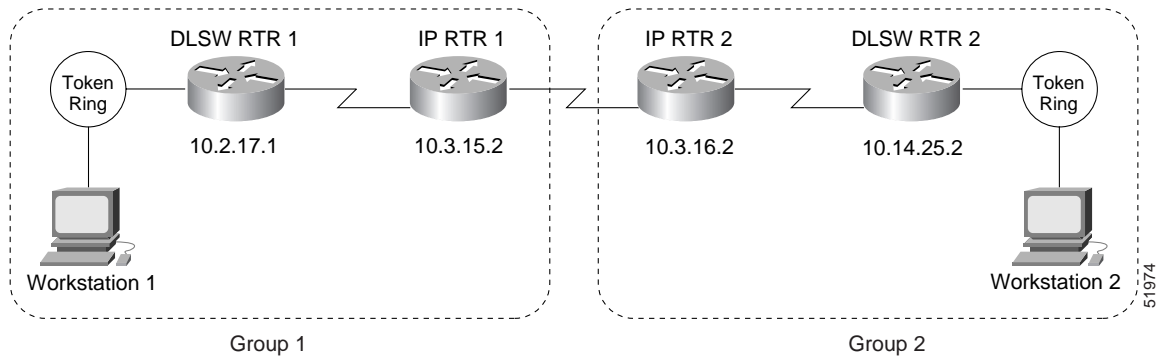 DLSW RTR 1
IP RTR 1
IP RTR 2
DLSW RTR 2
Token
Ring
Token
Ring
10.2.17.1
10.3.15.2
10.3.16.2
10.14.25.2
Workstation 1
Workstation 2
51974
Group 1
Group 2